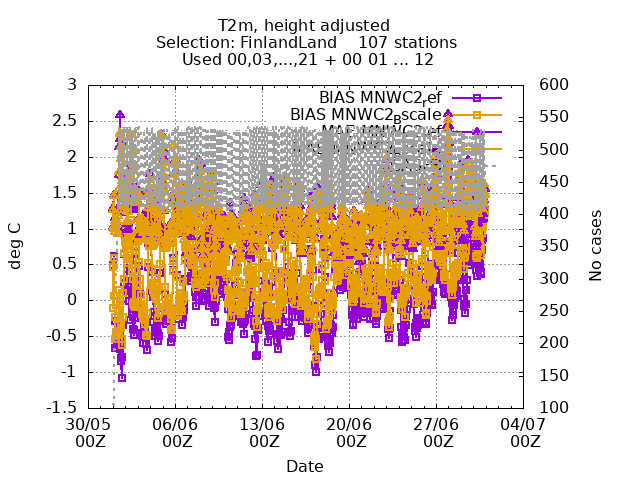 T2m, height adjusted
Selection: FinlandLand 107 stations
Used 00,03,...,21 + 00 01 ... 12
BIAS MNWC2ref
BIAS MNWC2Bscale
3
2.5
2
1.5
1
0.5
0
-0.5
-1
-1.5
600
550
500
450
400
350
300
250
200
150
100
deg C
No cases
30/05 06/06 13/06 20/06 27/06 04/07
00Z 00Z 00Z 00Z 00Z 00Z
Date